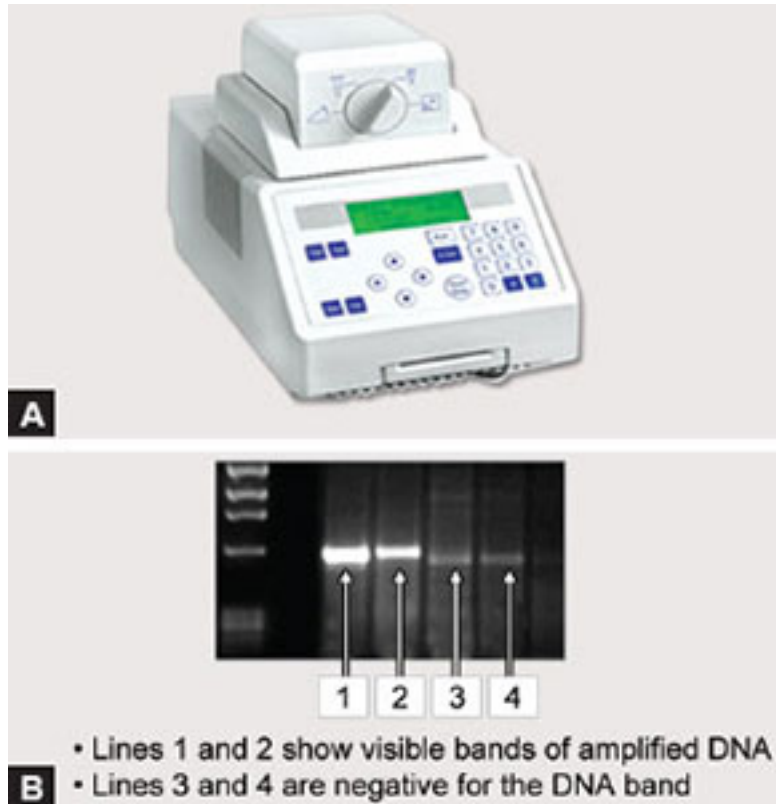 A
1 2 3 4
• Lines 1 and 2 show visible bands of amplified DNA
B • Lines 3 and 4 are negative for the DNA band